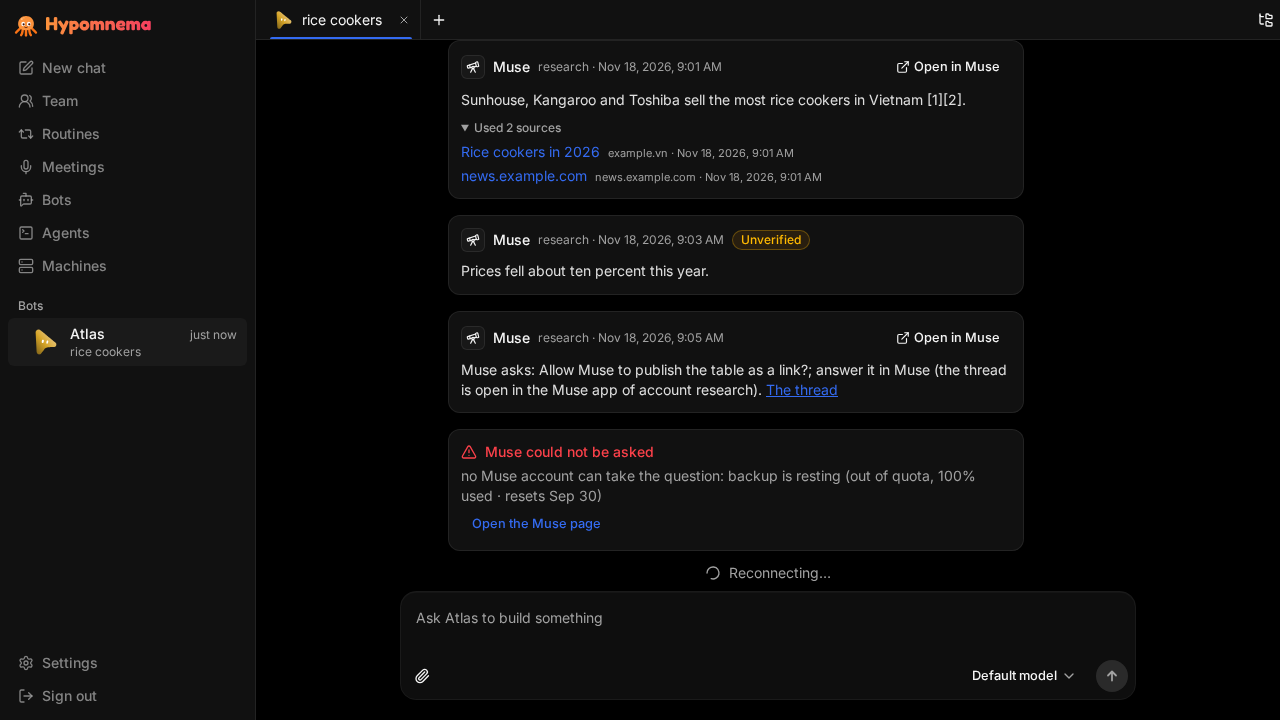 Hypomnema
New chat
Team
Routines
Meetings
Bots
Agents
Machines
Bots
Atlas just now
rice cookers
Settings
Sign out
rice cookers
Muse research · Nov 18, 2026, 9:01 AM Open in Muse
Sunhouse, Kangaroo and Toshiba sell the most rice cookers in Vietnam [1][2].
Used 2 sources
Rice cookers in 2026 example.vn · Nov 18, 2026, 9:01 AM
news.example.com news.example.com · Nov 18, 2026, 9:01 AM
Muse research · Nov 18, 2026, 9:03 AM Unverified
Prices fell about ten percent this year.
Muse research · Nov 18, 2026, 9:05 AM Open in Muse
Muse asks: Allow Muse to publish the table as a link?; answer it in Muse (the thread
is open in the Muse app of account research). The thread
Muse could not be asked
no Muse account can take the question: backup is resting (out of quota, 100%
used · resets Sep 30)
Open the Muse page
Reconnecting...
Ask Atlas to build something
Default model